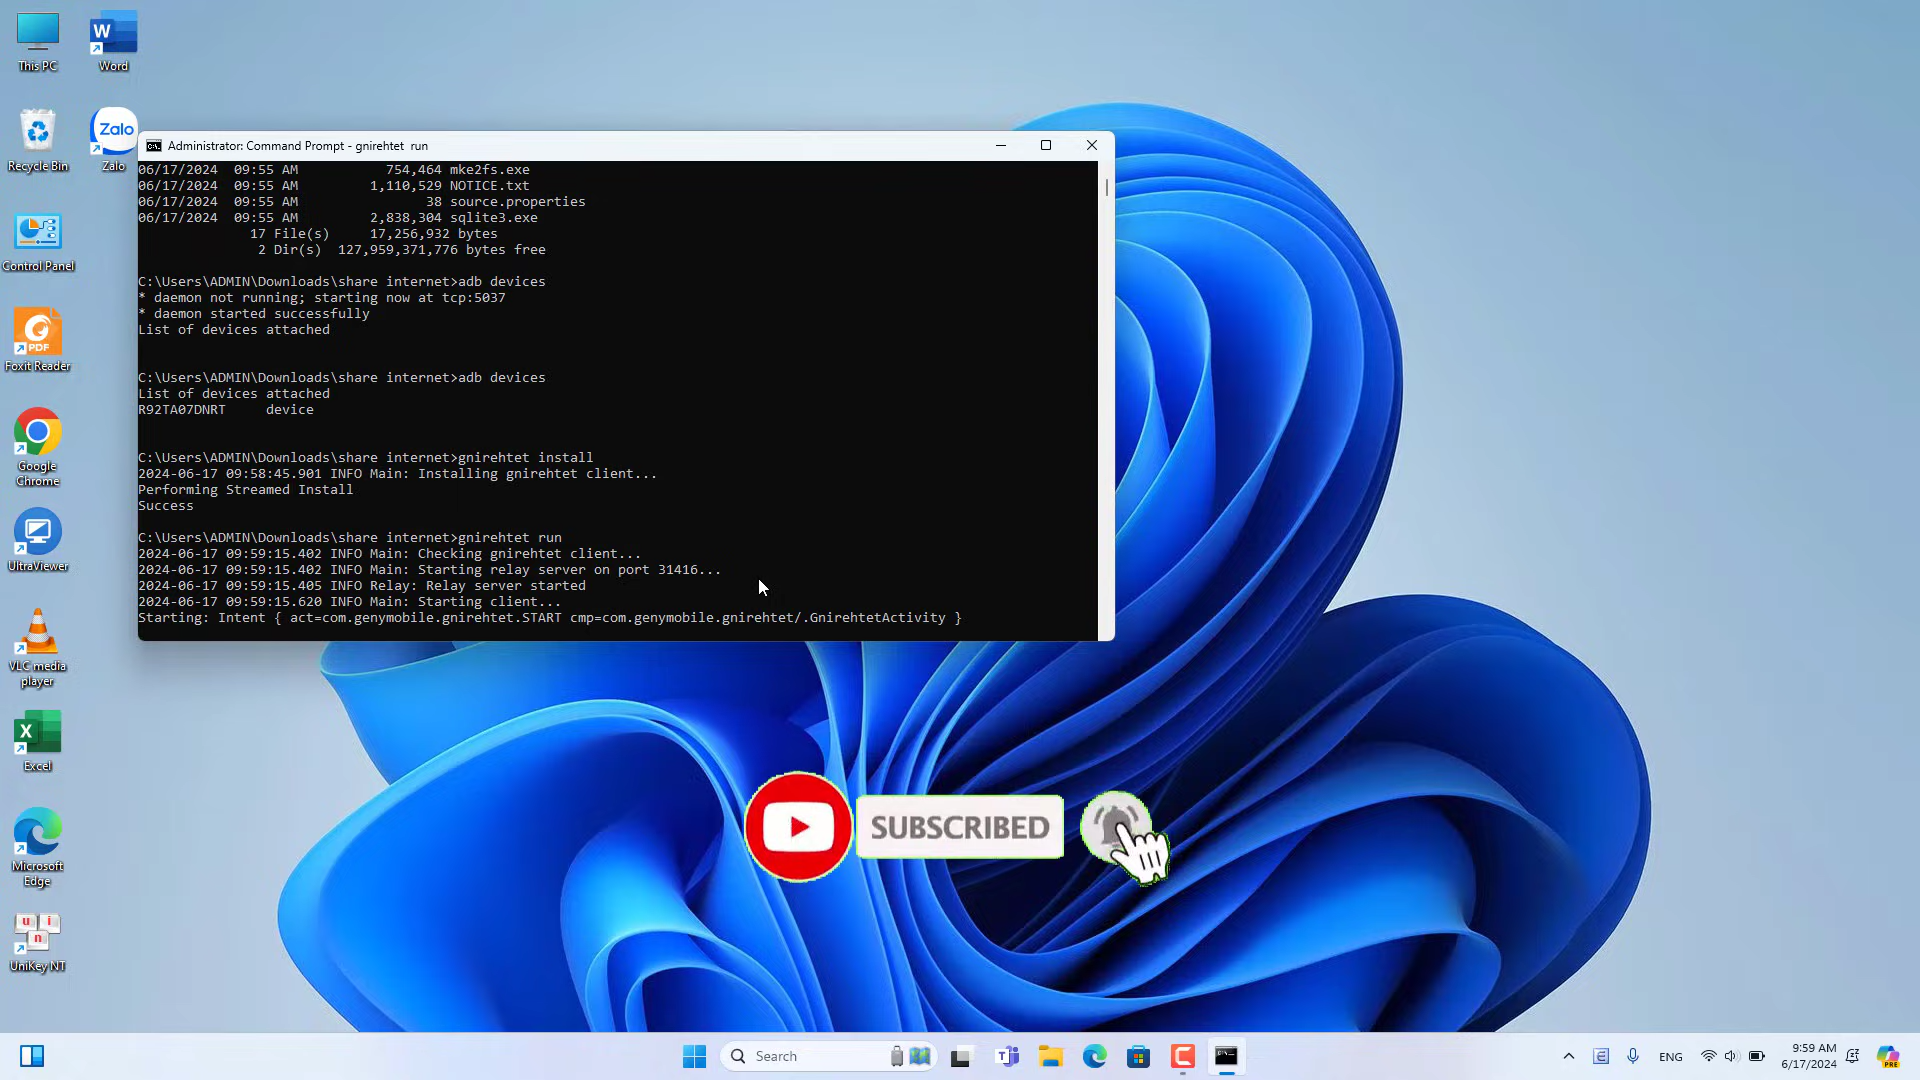 This PC
Word
Recycle Bin
Zalo
Zalo
Control Panel
PDF
Foxit Reader
Google
Chrome
UltraViewer
VLC media
player
X
Excel
Microsoft
Edge
u i
n
UniKey NT
W
Administrator: Command Prompt - gnirehtet  run
06/17/2024  09:55 AM           754,464 mke2fs.exe
06/17/2024  09:55 AM         1,110,529 NOTICE.txt
06/17/2024  09:55 AM                38 source.properties
06/17/2024  09:55 AM         2,838,304 sqlite3.exe
17 File(s)     17,256,932 bytes
2 Dir(s)  127,959,371,776 bytes free
C:\Users\ADMIN\Downloads\share internet>adb devices
* daemon not running; starting now at tcp:5037
* daemon started successfully
List of devices attached
C:\Users\ADMIN\Downloads\share internet>adb devices
List of devices attached
R92TA07DNRT     device
C:\Users\ADMIN\Downloads\share internet>gnirehtet install
2024-06-17 09:58:45.901 INFO Main: Installing gnirehtet client...
Performing Streamed Install
Success
C:\Users\ADMIN\Downloads\share internet>gnirehtet run
2024-06-17 09:59:15.402 INFO Main: Checking gnirehtet client...
2024-06-17 09:59:15.402 INFO Main: Starting relay server on port 31416...
2024-06-17 09:59:15.405 INFO Relay: Relay server started
2024-06-17 09:59:15.620 INFO Main: Starting client...
Starting: Intent { act=com.genymobile.gnirehtet.START cmp=com.genymobile.gnirehtet/.GnirehtetActivity }
SUBSCRIBED
Search
ENG
9:59 AM
6/17/2024
PRE